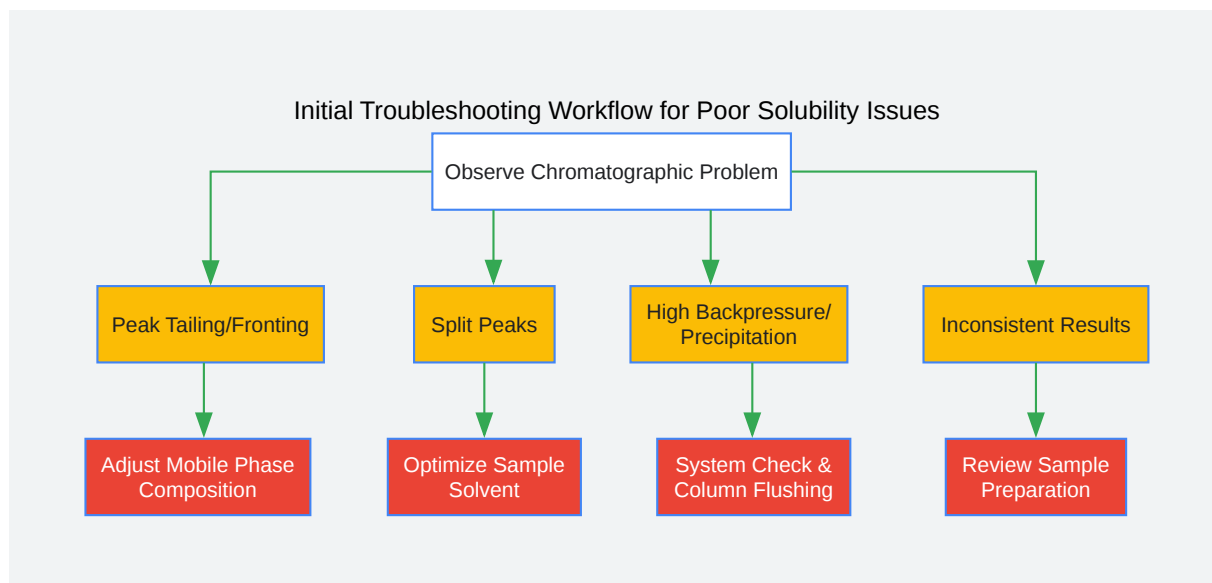 Initial Troubleshooting Workflow for Poor Solubility Issues
Observe Chromatographic Problem
Peak Tailing/Fronting
Split Peaks
High Backpressure/
Precipitation
Inconsistent Results
Adjust Mobile Phase
Composition
Optimize Sample
Solvent
System Check &
Column Flushing
Review Sample
Preparation